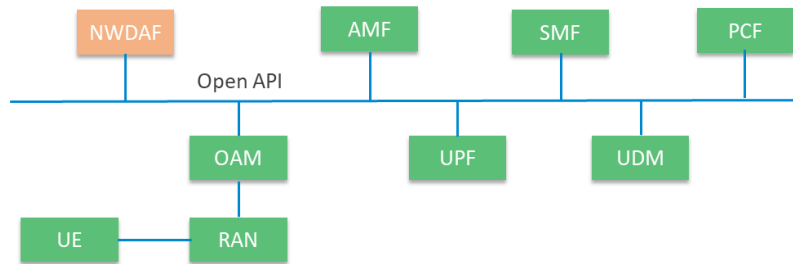 NWDAF
AMF
SMF
PCF
Open API
OAM
UPF
UDM
UE
RAN